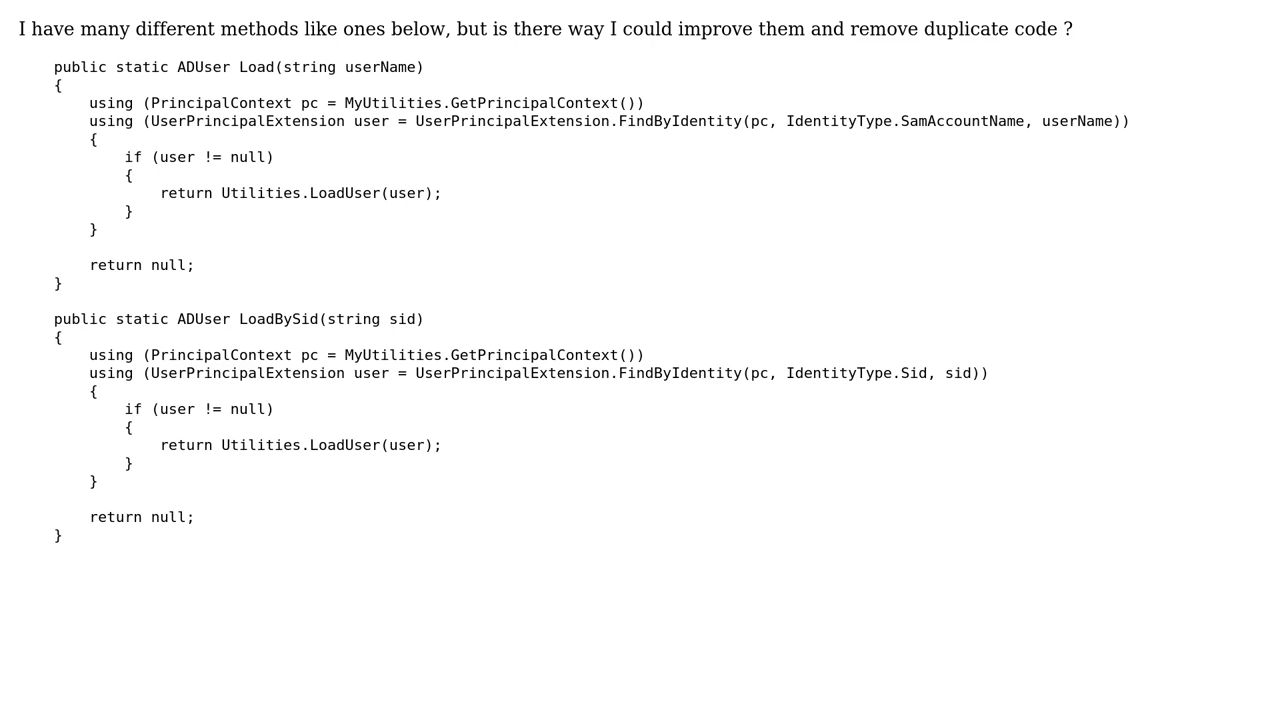 I have many different methods like ones below, but is there way I could improve them and remove duplicate code ?
public static ADUser Load(string userName)
{
    using (PrincipalContext pc = MyUtilities.GetPrincipalContext())
    using (UserPrincipalExtension user = UserPrincipalExtension.FindByIdentity(pc, IdentityType.SamAccountName, userName))
    {
        if (user != null)
        {
            return Utilities.LoadUser(user);
        }
    }

    return null;
}

public static ADUser LoadBySid(string sid)
{
    using (PrincipalContext pc = MyUtilities.GetPrincipalContext())
    using (UserPrincipalExtension user = UserPrincipalExtension.FindByIdentity(pc, IdentityType.Sid, sid))
    {
        if (user != null)
        {
            return Utilities.LoadUser(user);
        }
    }

    return null;
}